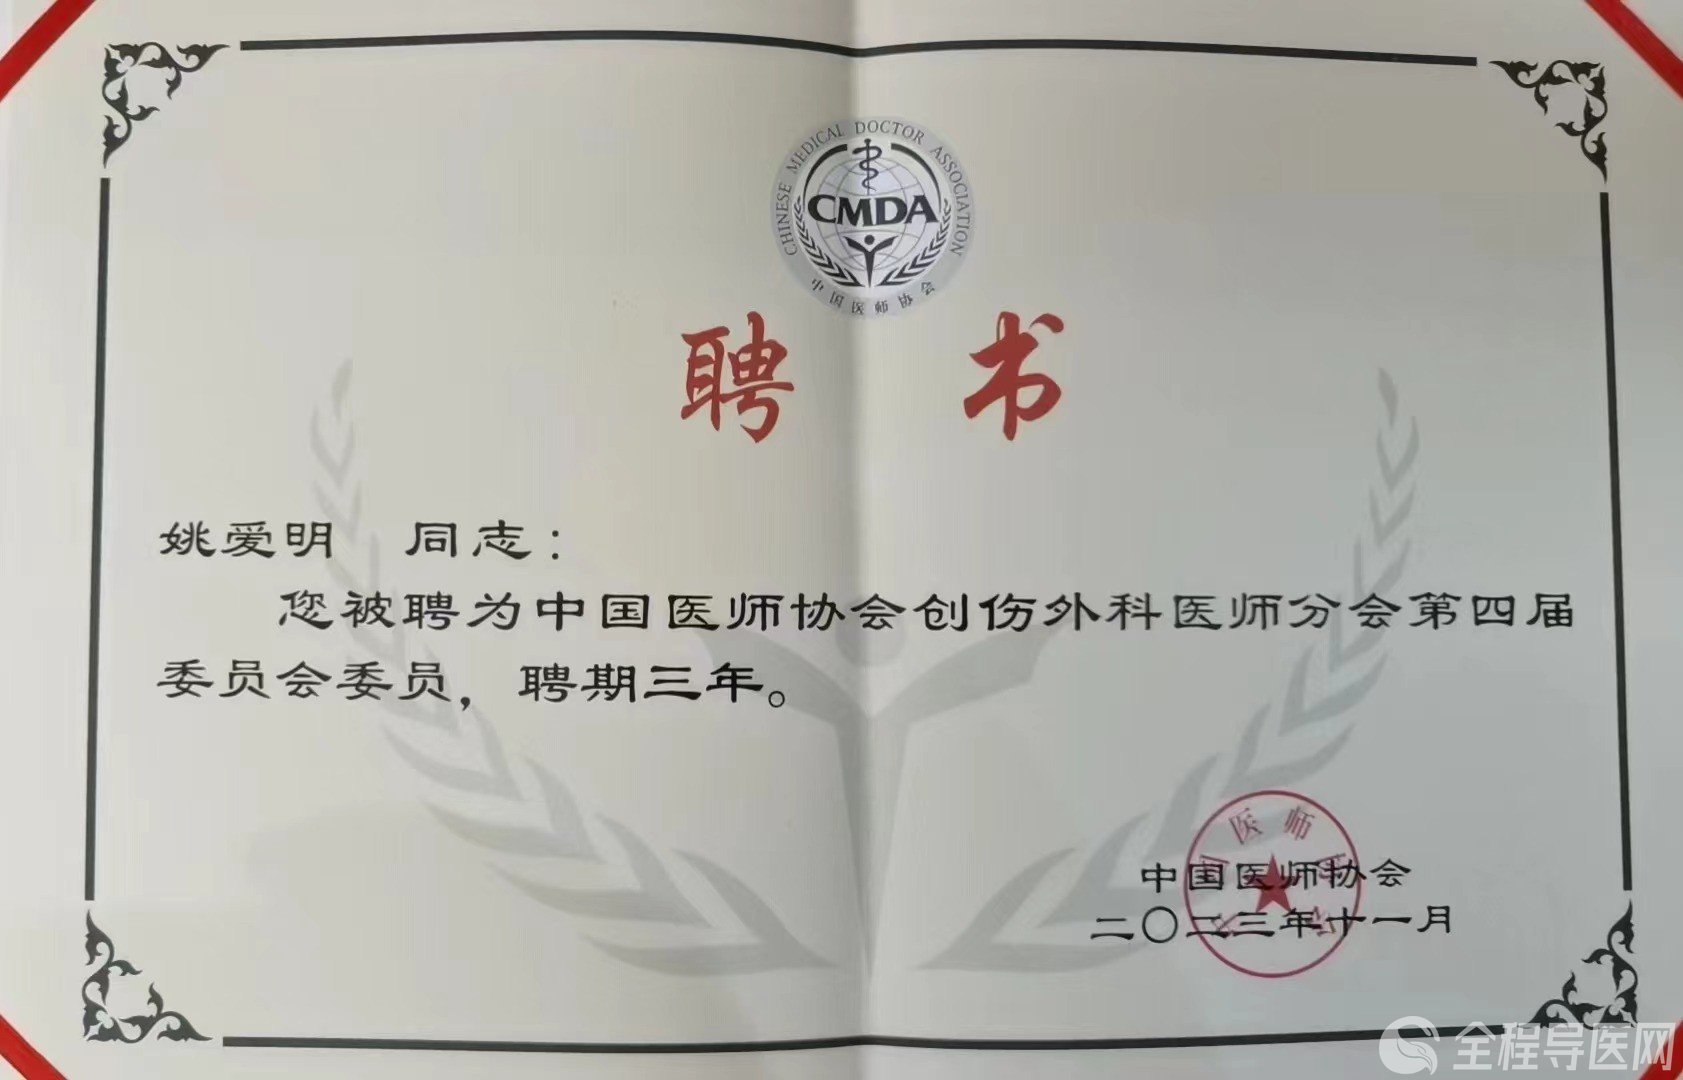 CHINESE MEDICAL DOCTOR ASSOCIATION
CMDA
中国医师协会
聘书
姚爱明 同志：
您被聘为中国医师协会创伤外科医师分会第四届
委员会委员，聘期三年。
医师
中国医师协会
二〇二三年十一月
全程导医网